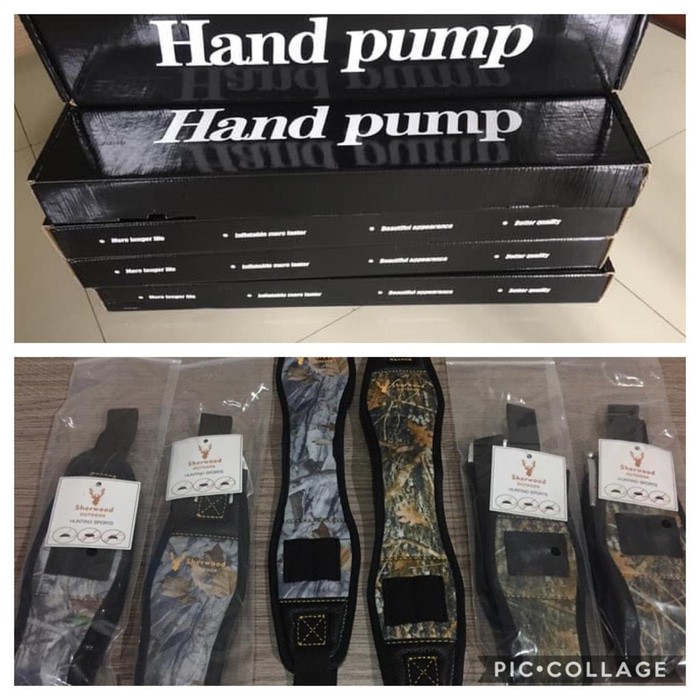 Hand pump
Hand pump
More longer life
Inflatable more faster
Beautiful appearance
Better quality
More longer life
Inflatable more faster
Beautiful appearance
Better quality
More longer life
Inflatable more faster
Beautiful appearance
Better quality
Sherwood
OUTDOOR
HUNTING SPORTS
Sherwood
OUTDOOR
HUNTING SPORTS
Sherwood
Sherwood
OUTDOOR
HUNTING SPORTS
Sherwood
OUTDOOR
HUNTING SPORTS
PIC•COLLAGE